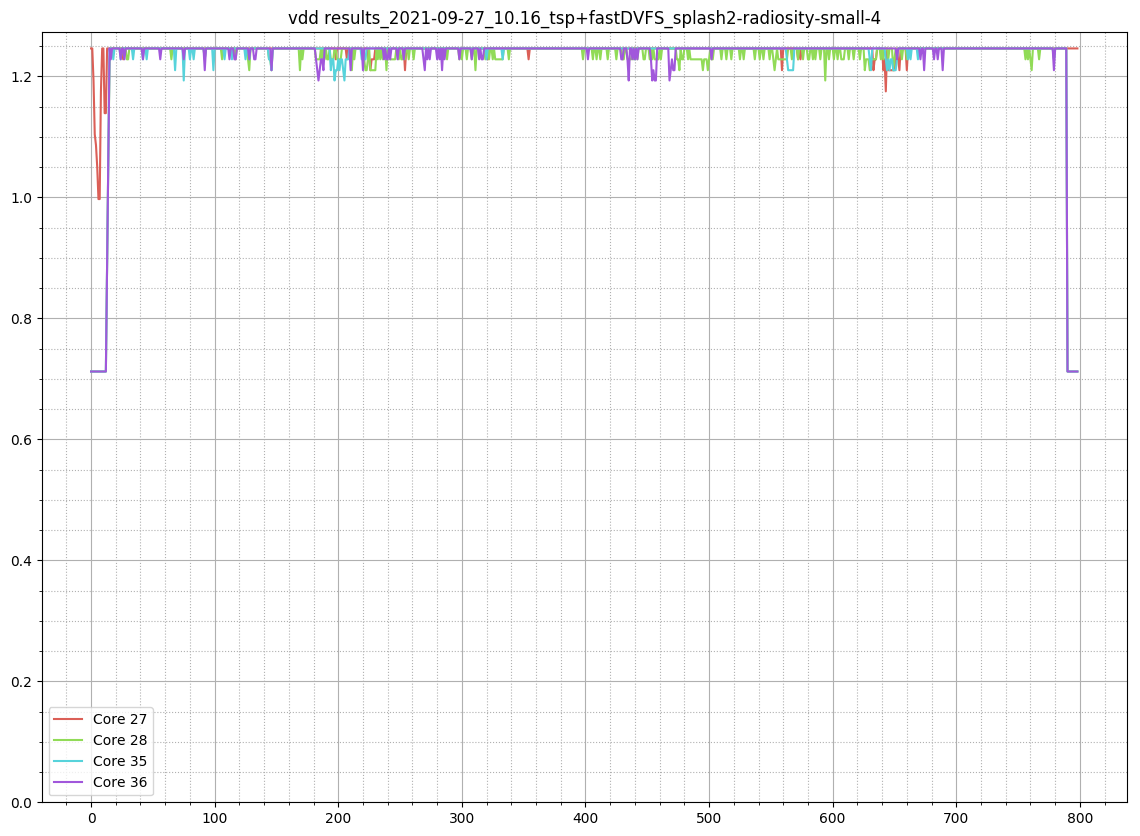 vdd results_2021-09-27_10.16_tsp+fastDVFS_splash2-radiosity-small-4
1.2
1.0
0.8
0.6
0.4
0.2
0.0
Core 27
Core 28
Core 35
Core 36
0 100 200 300 400 500 600 700 800